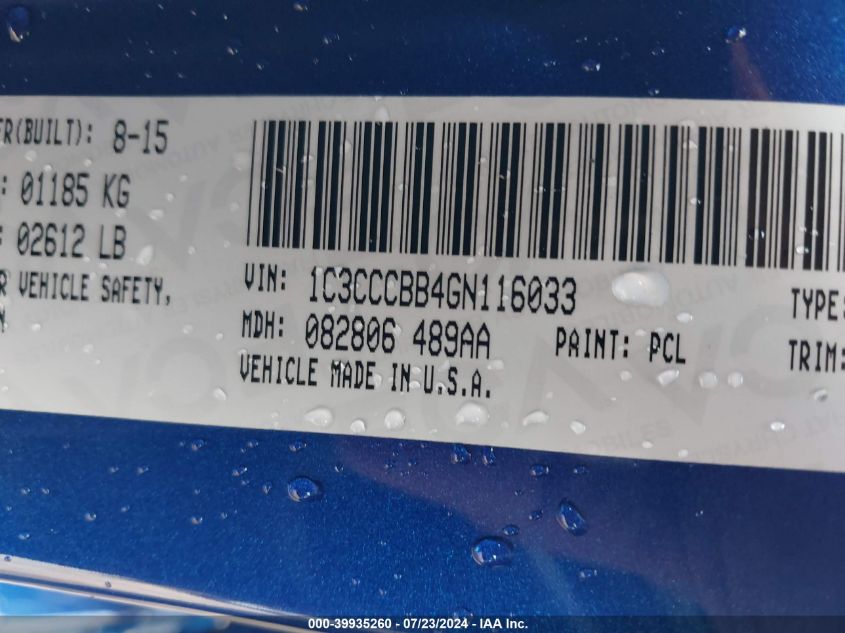 ER(BUILT): 8-15
: 01185 KG
: 02612 LB
R VEHICLE SAFETY,
N
VIN: 1C3CCCBB4GN116033
MDH: 082806 489AA
PAINT: PCL
VEHICLE MADE IN U.S.A.
TYPE:
TRIM:
000-39935260 - 07/23/2024 - IAA Inc.